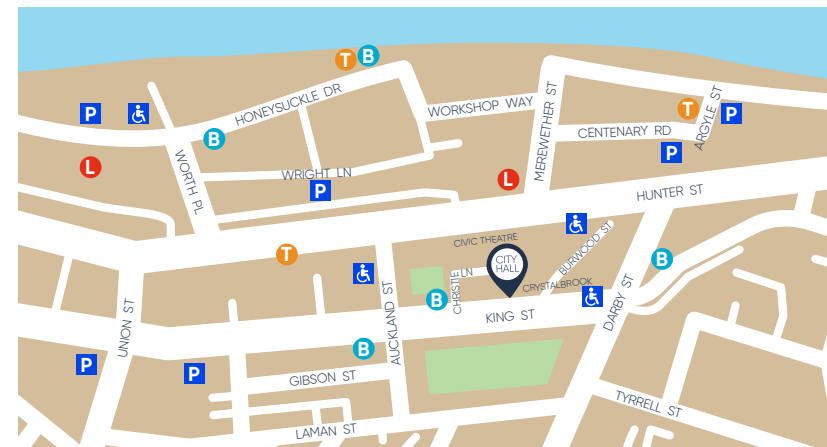 T
B
HONEYSUCKLE DR
P
B
WORKSHOP WAY
T
ARGYLE ST
P
MEREWETHER ST
CENTENARY RD
P
L
WORTH PL
WRIGHT LN
P
L
HUNTER ST
T
CIVIC THEATRE
CITY
HALL
BURWOOD ST
B
CHRISTIE
LN
CRYSTALBROOK
B
KING ST
DARBY ST
UNION ST
AUCKLAND ST
B
P
P
GIBSON ST
LAMAN ST
TYRRELL ST